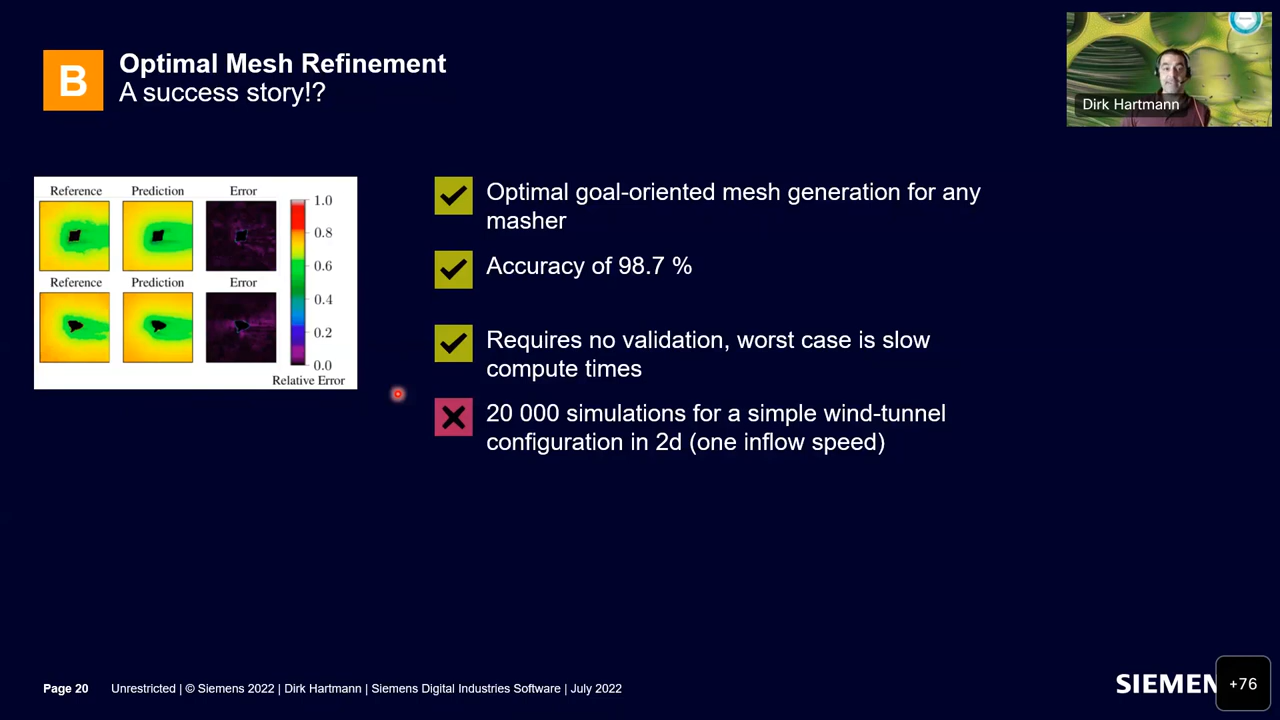 B
Optimal Mesh Refinement
A success story!?
Dirk Hartmann
Reference Prediction Error
1.0
0.8
0.6
0.4
0.2
0.0
Reference Prediction Error
Relative Error
Optimal goal-oriented mesh generation for any
masher
Accuracy of 98.7 %
Requires no validation, worst case is slow
compute times
20 000 simulations for a simple wind-tunnel
configuration in 2d (one inflow speed)
Page 20 Unrestricted | © Siemens 2022 | Dirk Hartmann | Siemens Digital Industries Software | July 2022
SIEMEN
+76